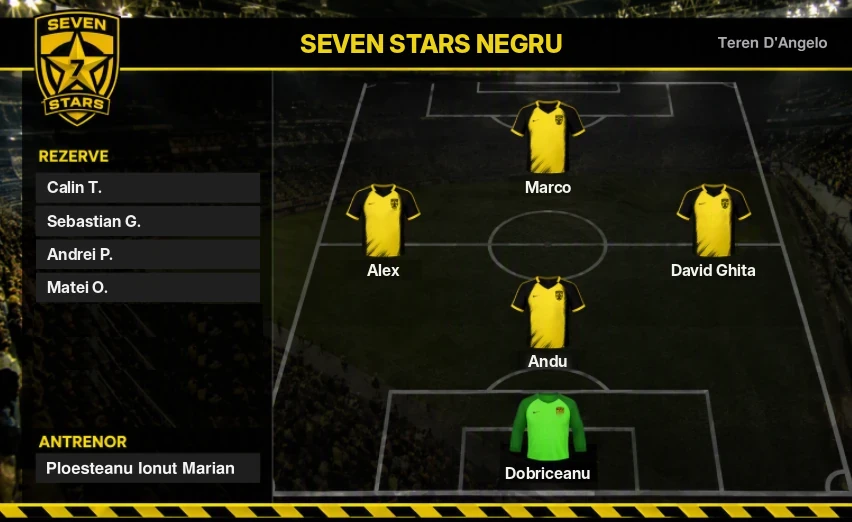 SEVEN
7
STARS
SEVEN STARS NEGRU
Teren D'Angelo
REZERVE
Calin T.
Sebastian G.
Andrei P.
Matei O.
ANTRENOR
Ploesteanu Ionut Marian
Marco
Alex
David Ghita
Andu
Dobriceanu